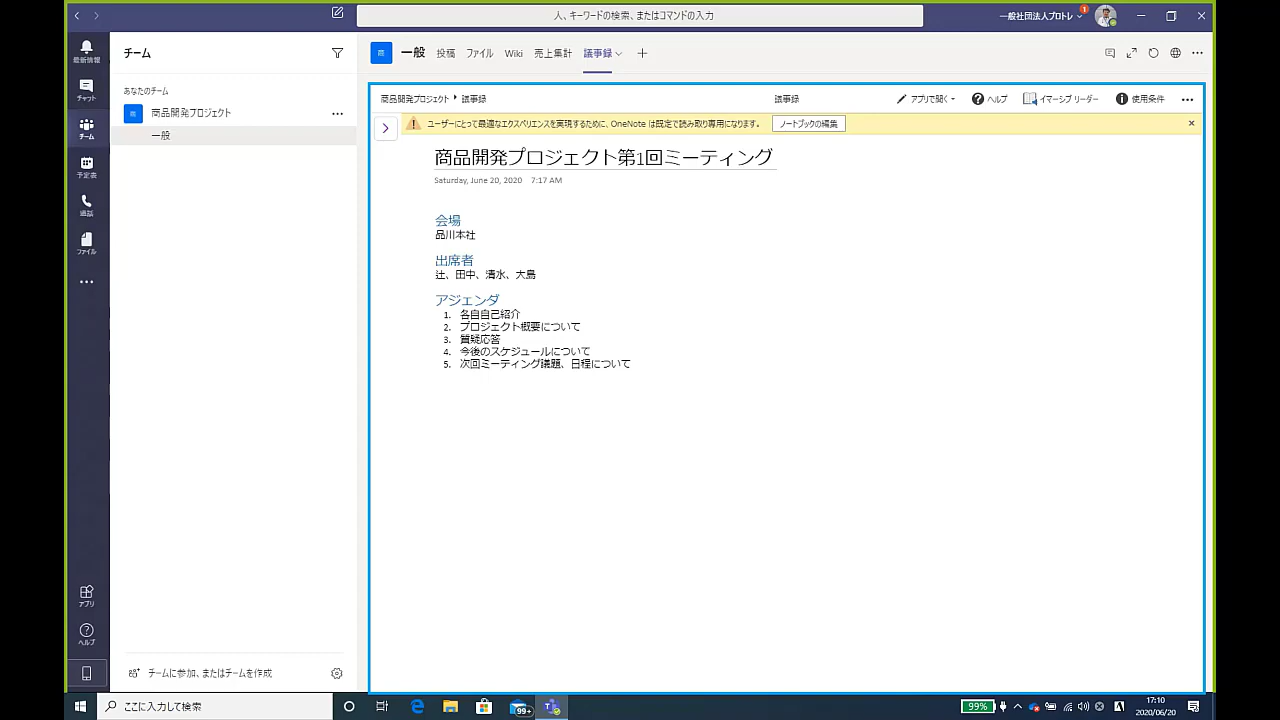 人、キーワードの検索、またはコマンドの入力
一般社団法人プロトレ
1
最新情報
チャット
チーム
予定表
通話
ファイル
アプリ
ヘルプ
チーム
あなたのチーム
商 商品開発プロジェクト
一般
チームに参加、またはチームを作成
商 一般 投稿 ファイル Wiki 売上集計 議事録
商品開発プロジェクト 議事録
議事録
アプリで開く ヘルプ イマーシブ リーダー 使用条件
ユーザーにとって最適なエクスペリエンスを実現するために、OneNote は既定で読み取り専用になります。 ノートブックの編集
商品開発プロジェクト第1回ミーティング
Saturday, June 20, 2020 7:17 AM
会場
品川本社
出席者
辻、田中、清水、大島
アジェンダ
1. 各自自己紹介
2. プロジェクト概要について
3. 質疑応答
4. 今後のスケジュールについて
5. 次回ミーティング議題、日程について
ここに入力して検索
99+
99%
A
17:10
2020/06/20